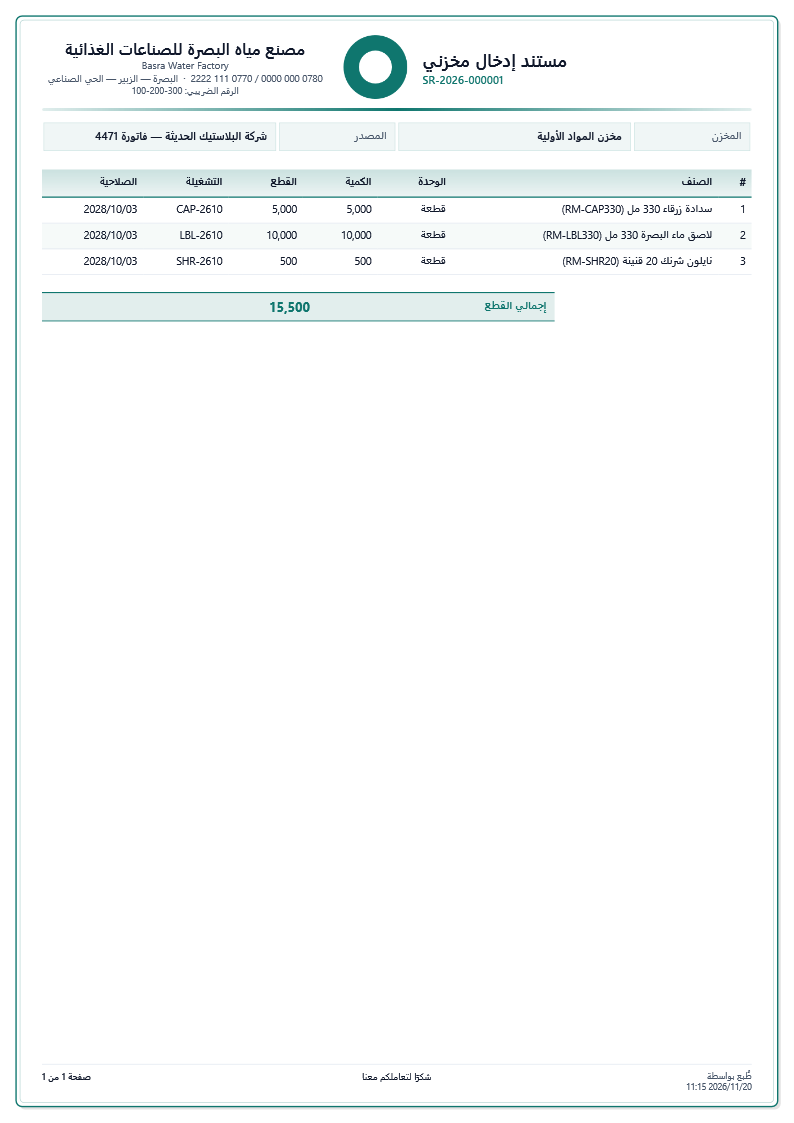 مستند إدخال مخزني
SR-2026-000001
مصنع مياه البصرة للصناعات الغذائية
Basra Water Factory
البصرة — الزبير — الحي الصناعي · 0770 111 2222 / 0780 000 0000
الرقم الضريبي: 300-200-100
المخزن مخزن المواد الأولية المصدر شركة البلاستيك الحديثة — فاتورة 4471
# الصنف الوحدة الكمية القطع التشغيلة الصلاحية
1 سدادة زرقاء 330 مل (RM-CAP330) قطعة 5,000 5,000 CAP-2610 2028/10/03
2 لاصق ماء البصرة 330 مل (RM-LBL330) قطعة 10,000 10,000 LBL-2610 2028/10/03
3 نايلون شرنك 20 قنينة (RM-SHR20) قطعة 500 500 SHR-2610 2028/10/03
إجمالي القطع 15,500
طُبع بواسطة
2026/11/20 11:15
شكرًا لتعاملكم معنا
صفحة 1 من 1